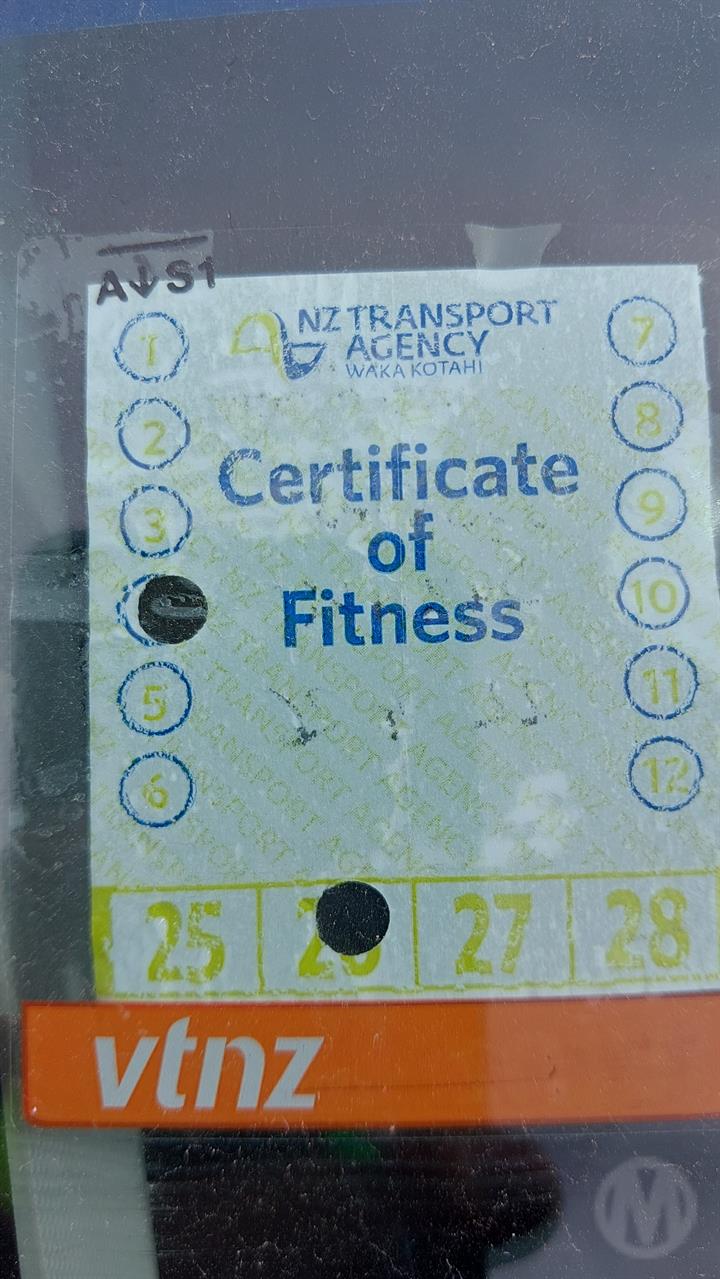 A↓S1
NZ TRANSPORT
AGENCY
WAKA KOTAHI
1
7
2
8
Certificate
3
9
of
10
Fitness
5
11
6
12
25
27
28
vtnz
M